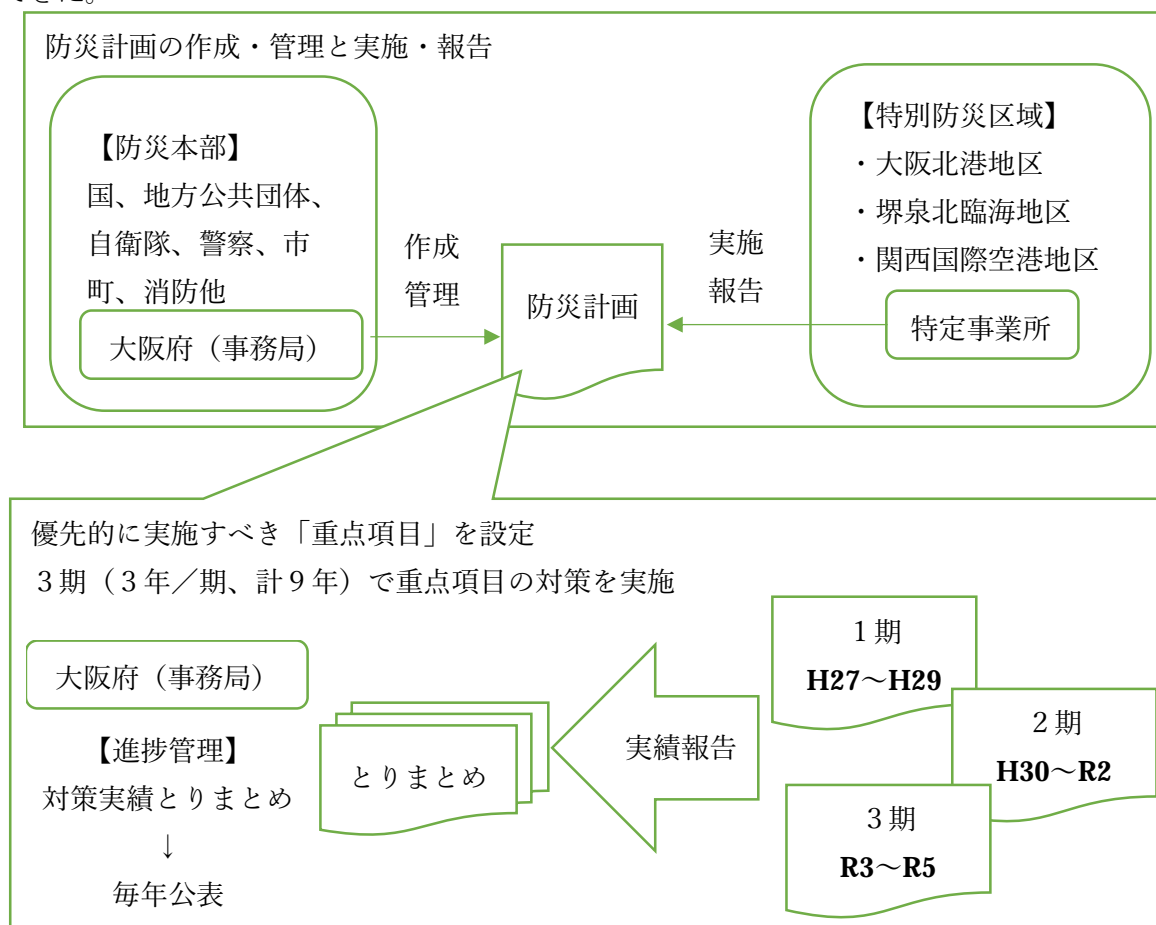 できた。
防災計画の作成・管理と実施・報告
【防災本部】
国、地方公共団体、
自衛隊、警察、市
町、消防他
大阪府（事務局）
作成
管理
防災計画
実施
報告
【特別防災区域】
・大阪北港地区
・堺泉北臨海地区
・関西国際空港地区
特定事業所
優先的に実施すべき「重点項目」を設定
３期（３年／期、計９年）で重点項目の対策を実施
大阪府（事務局）
【進捗管理】
対策実績とりまとめ
↓
毎年公表
とりまとめ
実績報告
１期
H27～H29
２期
H30～R2
３期
R3～R5